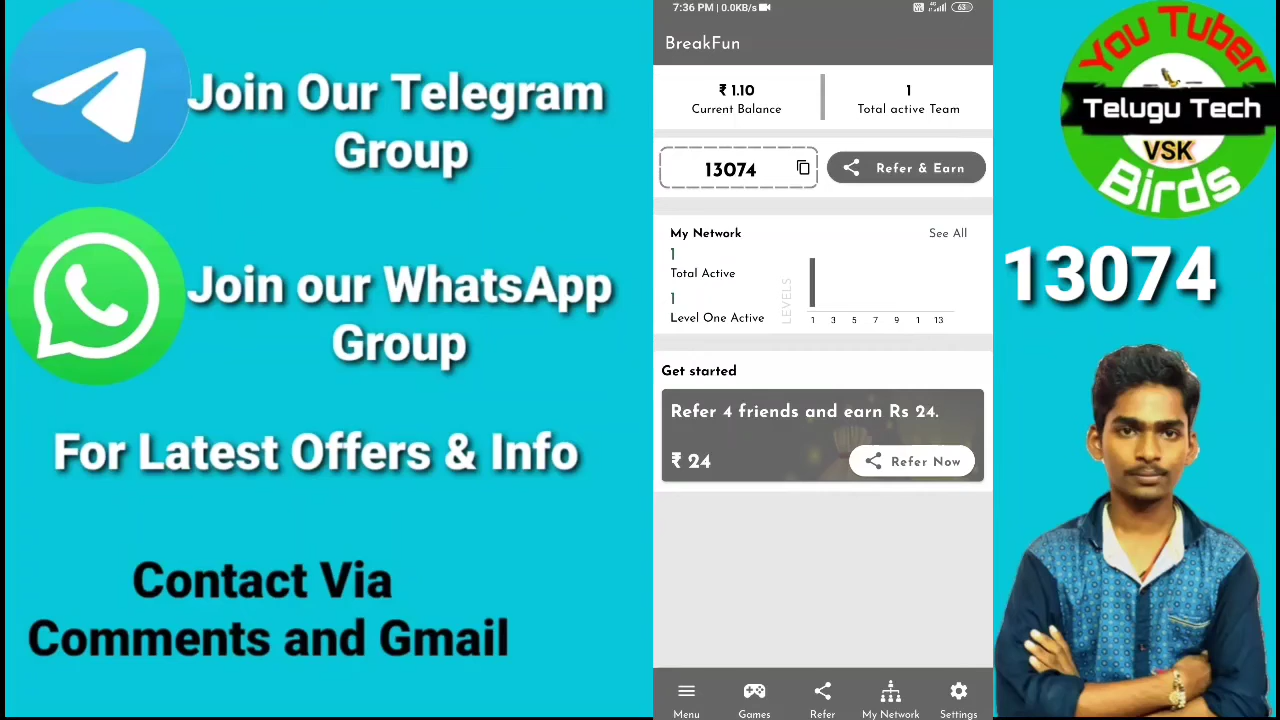 Join Our Telegram
Group
Join our WhatsApp
Group
For Latest Offers & Info
Contact Via
Comments and Gmail
7:36 PM | 0.0KB/s
4G
63
BreakFun
₹ 1.10
Current Balance
1
Total active Team
13074
Refer & Earn
My Network
See All
1
Total Active
1
Level One Active
LEVELS
1 3 5 7 9 1 13
Get started
Refer 4 friends and earn Rs 24.
₹ 24
Refer Now
Menu
Games
Refer
My Network
Settings
You Tuber
Telugu Tech
VSK
Birds
13074